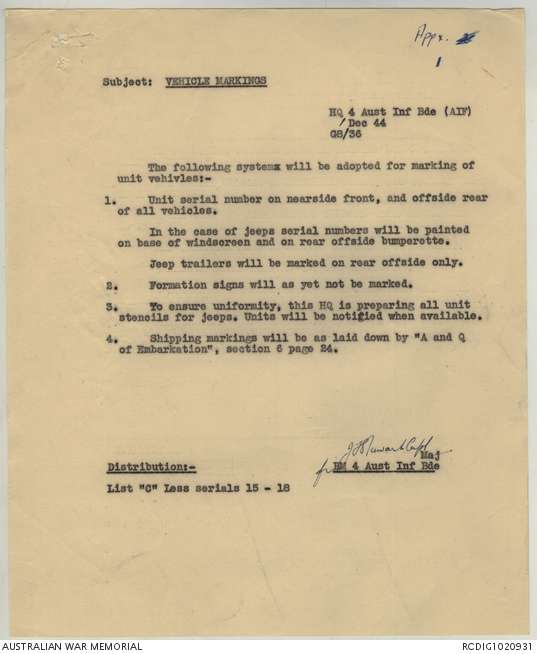 Appx.
1
Subject: VEHICLE MARKINGS
HQ 4 Aust Inf Bde (AIF)
1/Dec 44
G8/36
The following systemx will be adopted for marking of
unit vehivles:-
1. Unit serial number on nearside front, and offside rear
of all vehicles.
In the case of jeeps serial numbers will be painted
on base of windscreen and on rear offside bumperette.
Jeep trailers will be marked on rear offside only.
2. Formation signs will as yet not be marked.
3. Yo ensure uniformity, this HQ is preparing all unit
stencils for jeeps. Units will be notified when available.
4. Shipping markings will be as laid down by "A and Q
of Embarkation", section 6 page 24.
Capt
Maj
for BM 4 Aust Inf Bde
Distribution:-
List "C" Less serials 15 - 18
AUSTRALIAN WAR MEMORIAL
RCDIG1020931